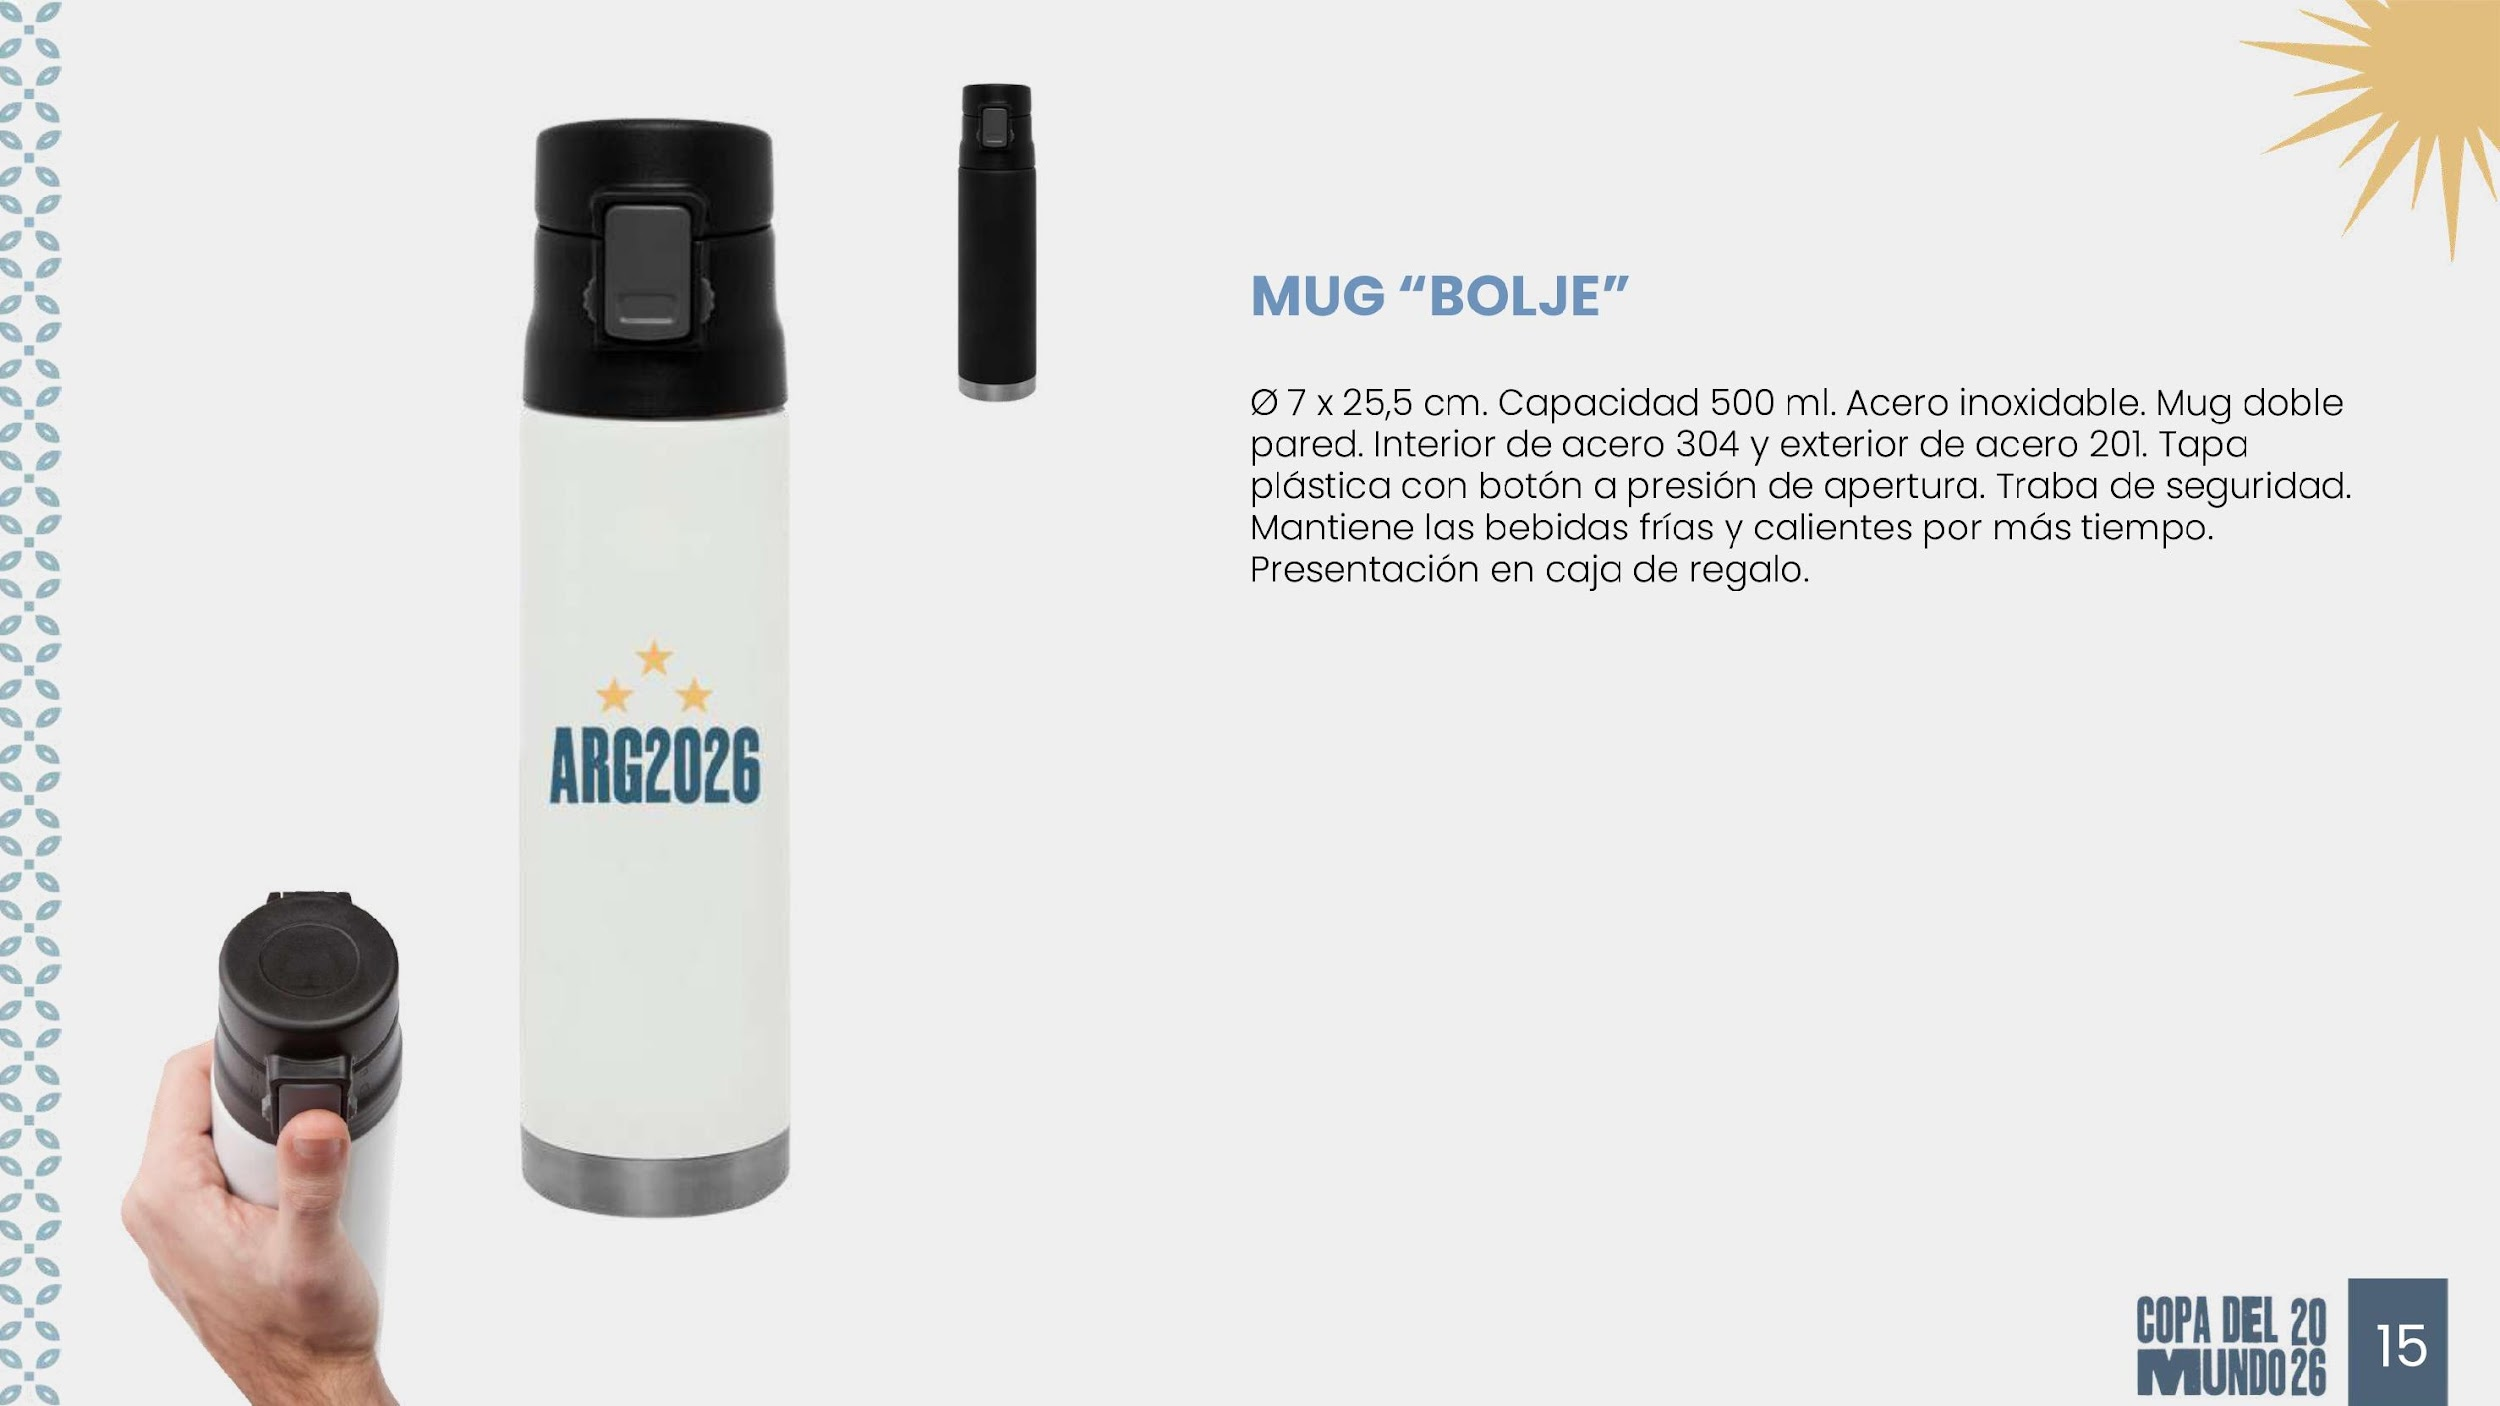 MUG “BOLJE”
Ø 7 x 25,5 cm. Capacidad 500 ml. Acero inoxidable. Mug doble
pared. Interior de acero 304 y exterior de acero 201. Tapa
plástica con botón a presión de apertura. Traba de seguridad.
Mantiene las bebidas frías y calientes por más tiempo.
Presentación en caja de regalo.
ARG2026
COPA DEL 20
MUNDO 26
15